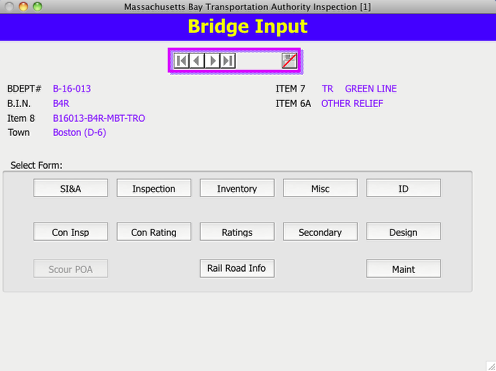 Massachusetts Bay Transportation Authority Inspection [1]
Bridge Input
BDEPT# B-16-013 ITEM 7 TR GREEN LINE
B.I.N. B4R ITEM 6A OTHER RELIEF
Item 8 B16013-B4R-MBT-TRO
Town Boston (D-6)
Select Form:
SI&A Inspection Inventory Misc ID
Con Insp Con Rating Ratings Secondary Design
Scour POA Rail Road Info Maint